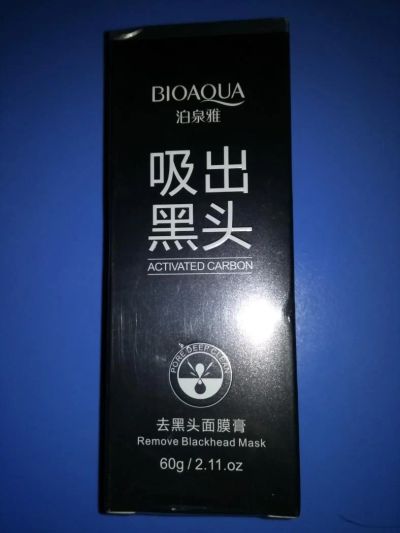 BIOAQUA
泊泉雅
吸出
黑头
ACTIVATED CARBON
PORE DEEP CLEAN
去黑头面膜膏
Remove Blackhead Mask
60g / 2.11.oz